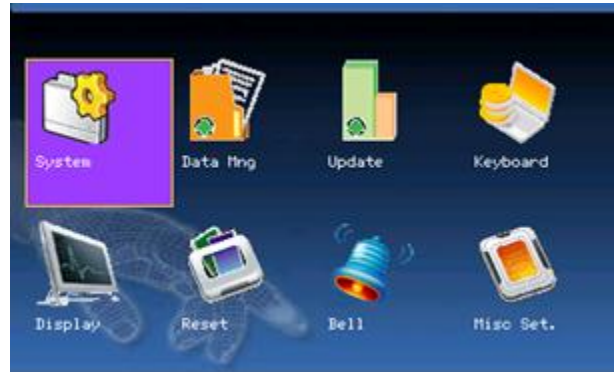 System
Data Mng
Update
Keyboard
Display
Reset
Bell
Misc Set.